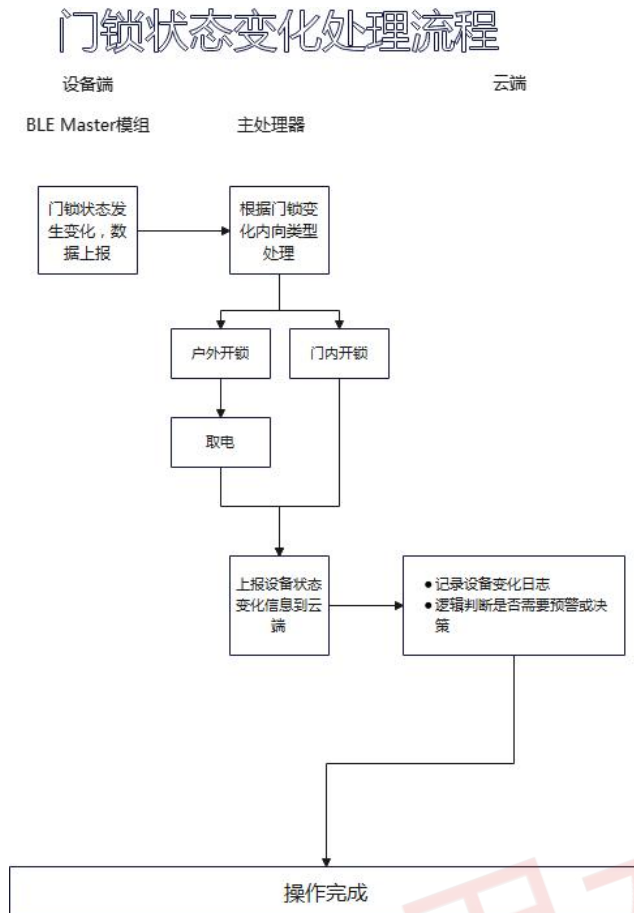 门锁状态变化处理流程
设备端
云端
BLE Master模组
主处理器
门锁状态发
生变化，数
据上报
根据门锁变
化内向类型
处理
户外开锁
门内开锁
取电
上报设备状态
变化信息到云
端
●记录设备变化日志
●逻辑判断是否需要预警或决
策
操作完成